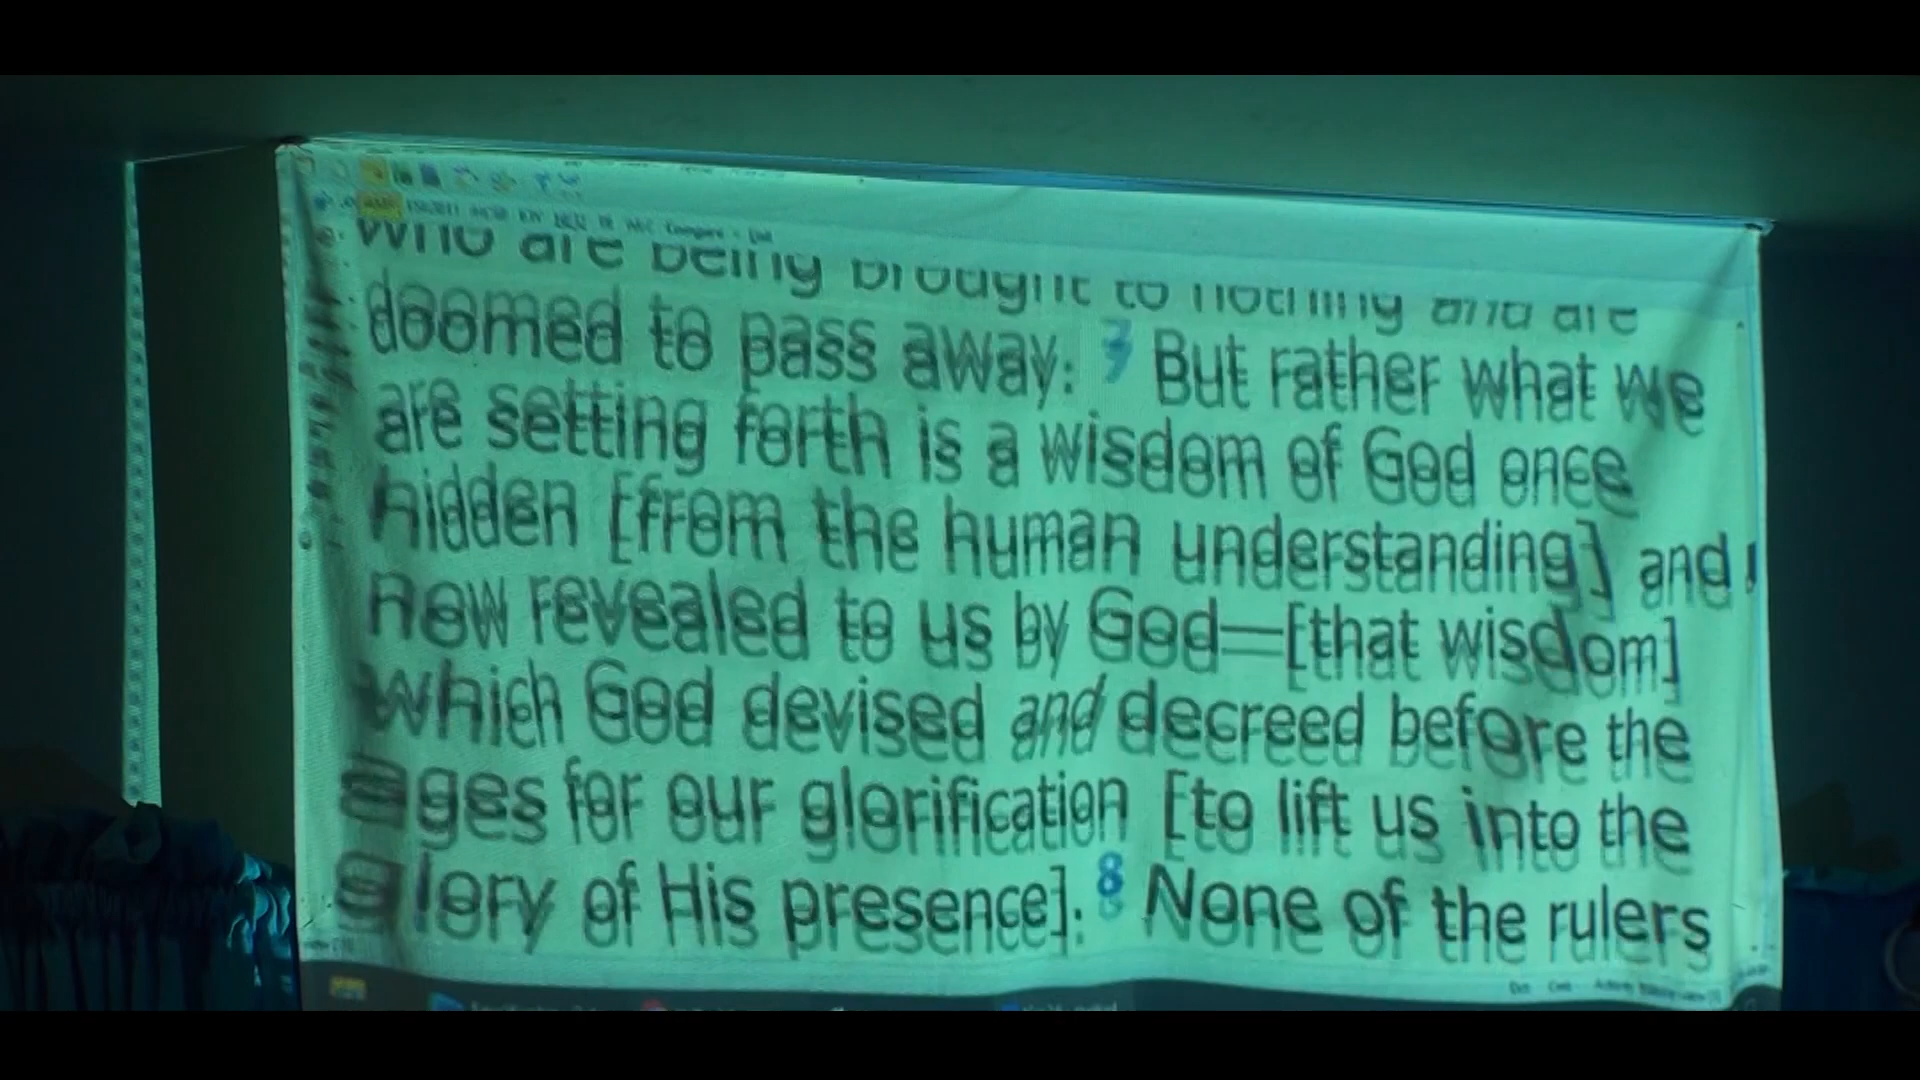 Compare
who are being brought to nothing and are
doomed to pass away: 7 But rather what we
are setting forth is a wisdom of God once
hidden [from the human understanding] and
now revealed to us by God—[that wisdom]
which God devised and decreed before the
ages for our glorification [to lift us into the
glory of His presence]. 8 None of the rulers